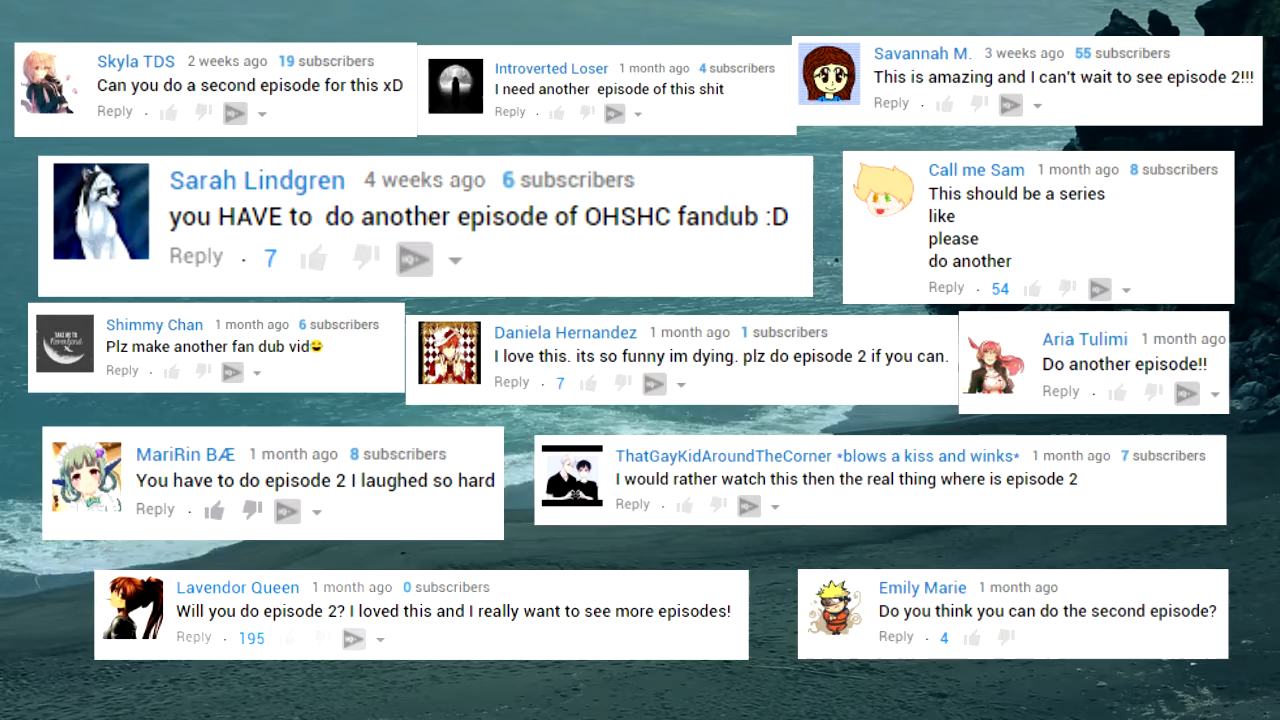 Skyla TDS 2 weeks ago 19 subscribers
Can you do a second episode for this xD
Reply .
Introverted Loser 1 month ago 4 subscribers
I need another episode of this shit
Reply .
Savannah M. 3 weeks ago 55 subscribers
This is amazing and I can't wait to see episode 2!!!
Reply .
Sarah Lindgren 4 weeks ago 6 subscribers
you HAVE to do another episode of OHSHC fandub :D
Reply . 7
Call me Sam 1 month ago 8 subscribers
This should be a series
like
please
do another
Reply . 54
TAKE ME TO
Neverland
Shimmy Chan 1 month ago 6 subscribers
Plz make another fan dub vid😄
Reply .
Daniela Hernandez 1 month ago 1 subscribers
I love this. its so funny im dying. plz do episode 2 if you can.
Reply . 7
Aria Tulimi 1 month ago
Do another episode!!
Reply .
MariRin BÆ 1 month ago 8 subscribers
You have to do episode 2 I laughed so hard
Reply .
ThatGayKidAroundTheCorner *blows a kiss and winks* 1 month ago 7 subscribers
I would rather watch this then the real thing where is episode 2
Reply .
Lavendor Queen 1 month ago 0 subscribers
Will you do episode 2? I loved this and I really want to see more episodes!
Reply . 195
Emily Marie 1 month ago
Do you think you can do the second episode?
Reply . 4